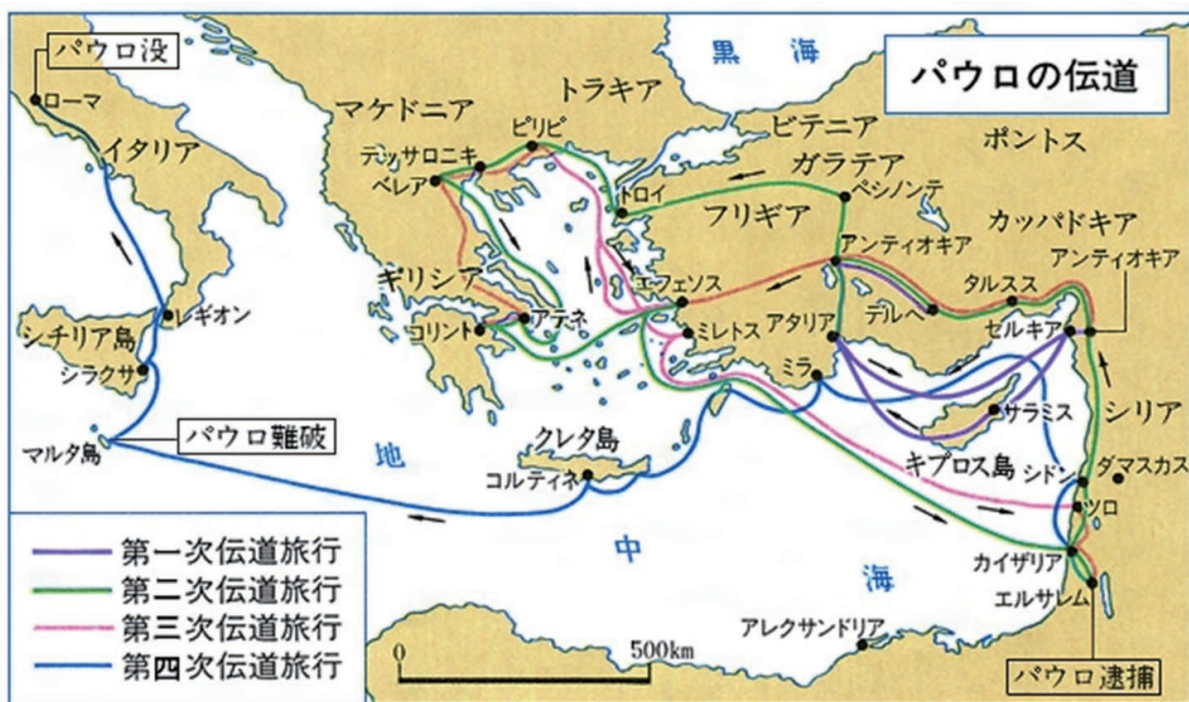 パウロの伝道
パウロ没
黒海
ローマ
イタリア
マケドニア
トラキア
ピリピ
テッサロニキ
ベレア
ビテニア
ポントス
ガラテア
ペシノンテ
トロイ
フリギア
カッパドキア
アンティオキア
アンティオキア
ギリシア
エフェソス
タルスス
デルベ
コリント
アテネ
ミレトス
アタリア
セルキア
レギオン
シチリア島
シラクサ
ミラ
サラミス
シリア
パウロ難破
マルタ島
クレタ島
コルティネ
キプロス島
シドン
ダマスカス
ツロ
地中海
カイザリア
エルサレム
アレクサンドリア
パウロ逮捕
第一次伝道旅行
第二次伝道旅行
第三次伝道旅行
第四次伝道旅行
0
500km